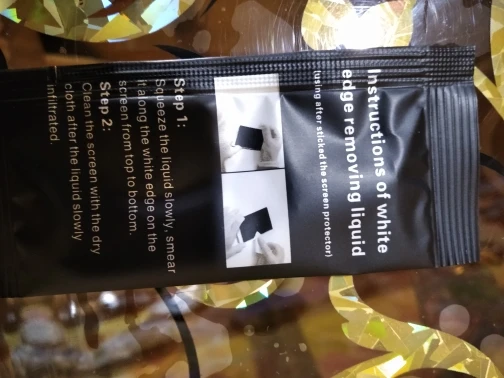 Instructions of white
edge removing liquid
(using after sticked the screen protector)
Step 1:
Squeeze the liquid slowly, smear
it along the white edge on the
screen from top to bottom.
Step 2:
Clean the screen with the dry
cloth after the liquid slowly
infiltrated.